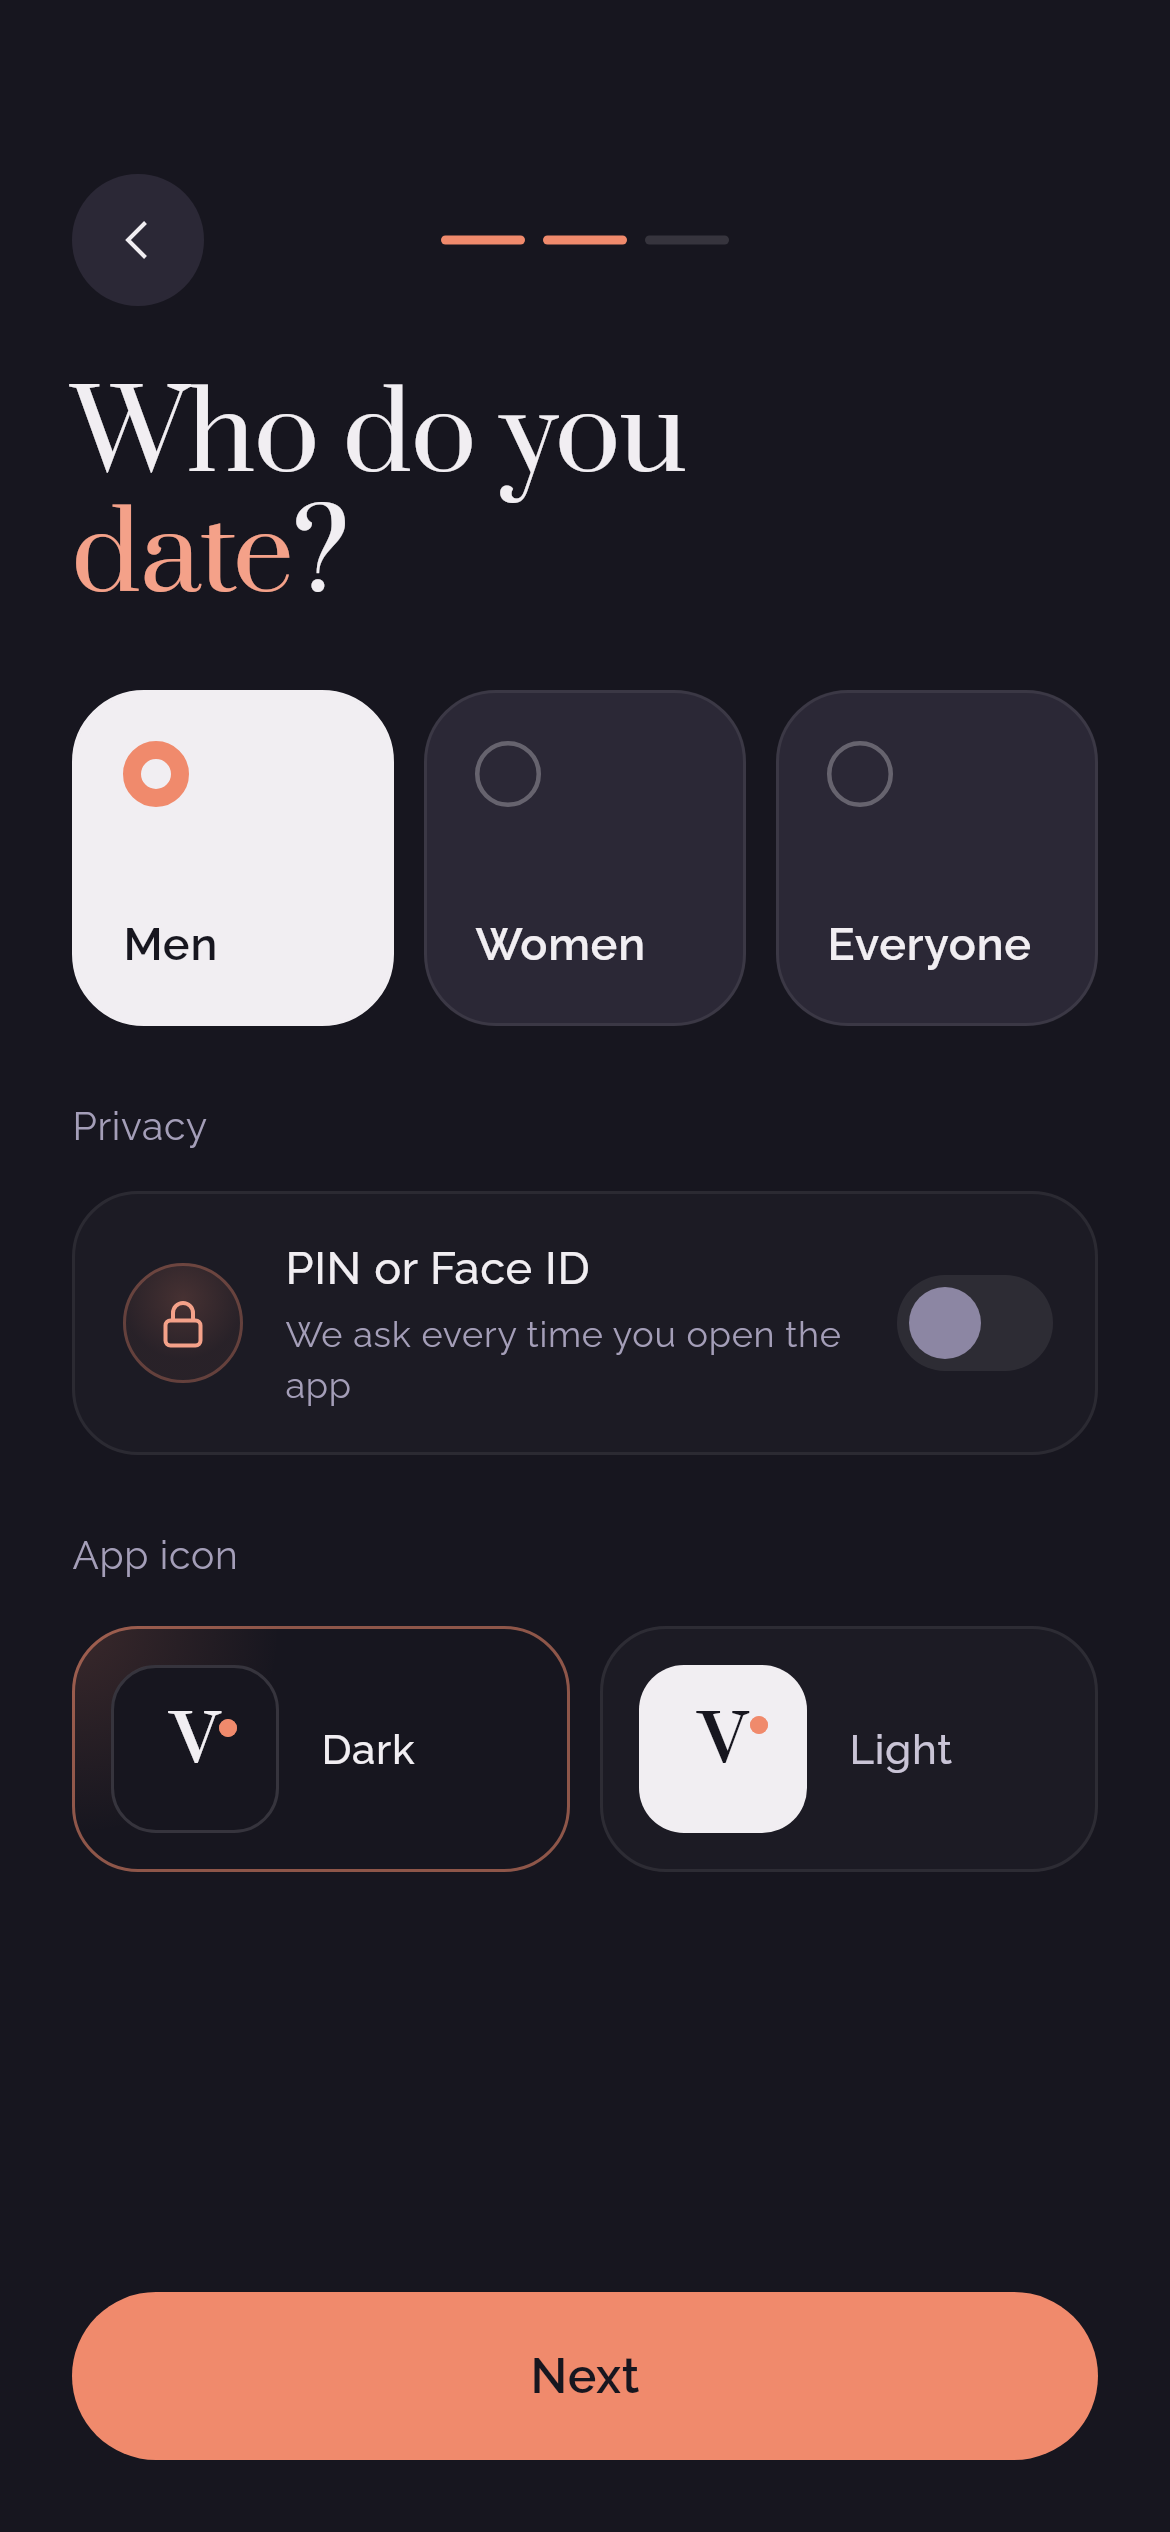 Who do you
date?
Men
Women
Everyone
Privacy
PIN or Face ID
We ask every time you open the
app
App icon
V
Dark
V
Light
Next